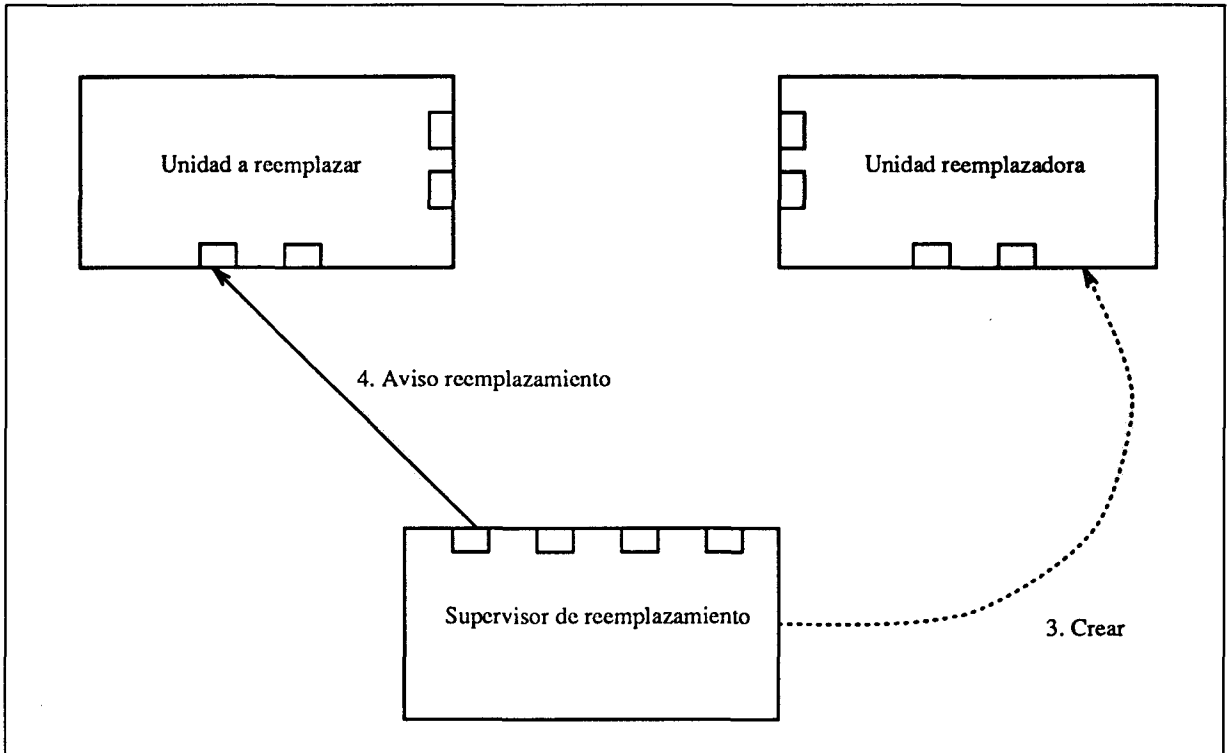 Unidad a reemplazar
Unidad reemplazadora
4. Aviso reemplazamiento
Supervisor de reemplazamiento
3. Crear